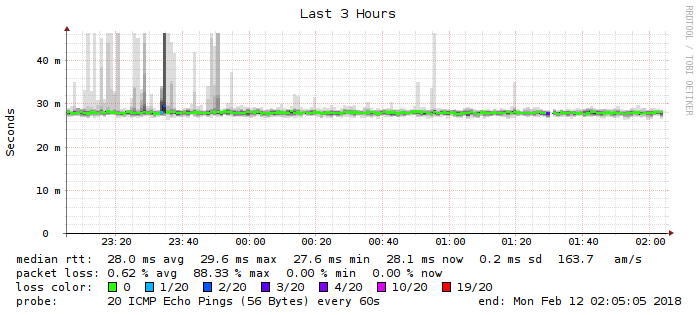 Last 3 Hours
RRDTOOL / TOBI OETIKER
Seconds
40 m
30 m
20 m
10 m
0
23:20 23:40 00:00 00:20 00:40 01:00 01:20 01:40 02:00
median rtt: 28.0 ms avg 29.6 ms max 27.6 ms min 28.1 ms now 0.2 ms sd 163.7 am/s
packet loss: 0.62 % avg 88.33 % max 0.00 % min 0.00 % now
loss color: 0 1/20 2/20 3/20 4/20 10/20 19/20
probe: 20 ICMP Echo Pings (56 Bytes) every 60s end: Mon Feb 12 02:05:05 2018